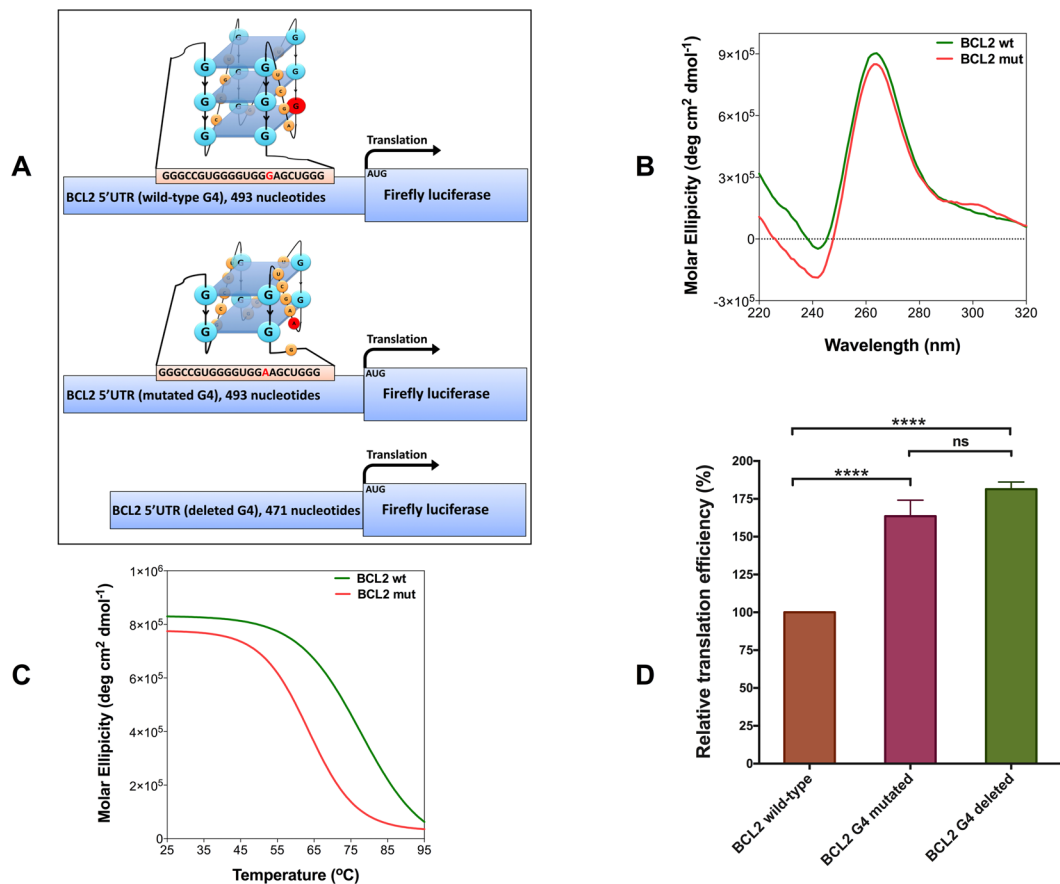 A
G G
G G
G G
G G
G G
G
U
C
G
A
C
Translation
GGGCCGUGGGGUGGGAGCUGGG
AUG
BCL2 5'UTR (wild-type G4), 493 nucleotides
Firefly luciferase
G G
G G
G G
G
U
C
G
A
A
G
Translation
GGGCCGUGGGGUGGAAGCUGGG
AUG
BCL2 5'UTR (mutated G4), 493 nucleotides
Firefly luciferase
Translation
AUG
BCL2 5'UTR (deleted G4), 471 nucleotides
Firefly luciferase
B
BCL2 wt
BCL2 mut
Molar Ellipicity (deg cm2 dmol-1)
9×10⁵
6×10⁵
3×10⁵
0
-3×10⁵
220 240 260 280 300 320
Wavelength (nm)
C
BCL2 wt
BCL2 mut
Molar Ellipicity (deg cm² dmol⁻¹)
1×10⁶
8×10⁵
6×10⁵
4×10⁵
2×10⁵
0
25 35 45 55 65 75 85 95
Temperature (ºC)
D
****
ns
****
Relative translation efficiency (%)
200
175
150
125
100
75
50
25
0
BCL2 wild-type
BCL2 G4 mutated
BCL2 G4 deleted